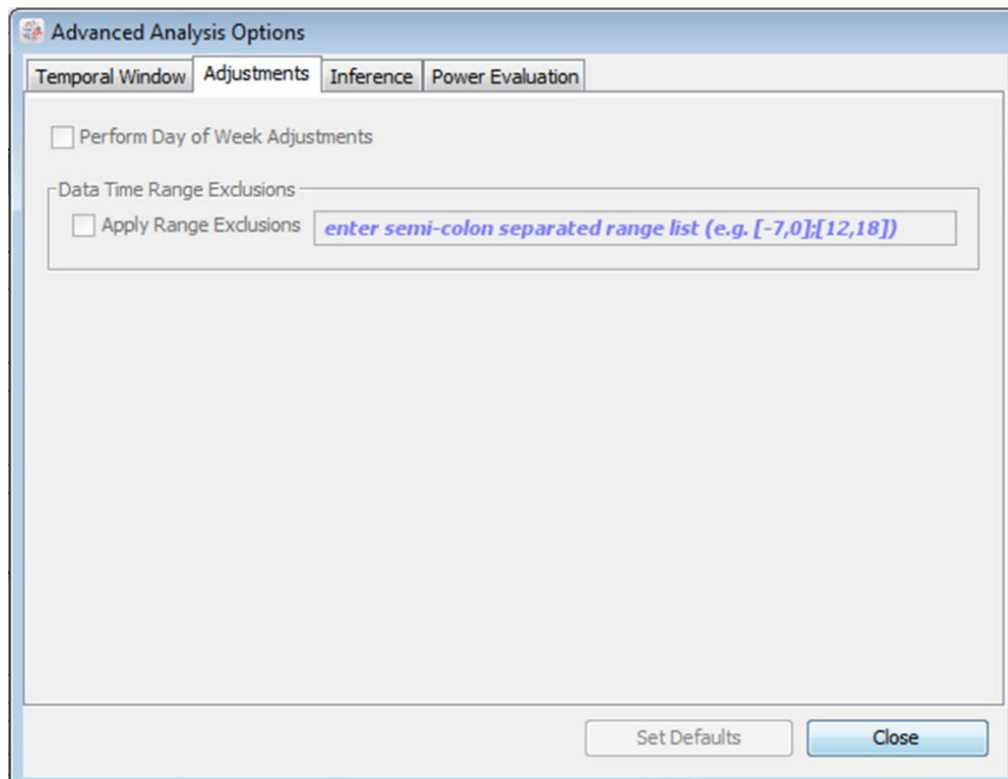 Advanced Analysis Options
Temporal Window Adjustments Inference Power Evaluation
Perform Day of Week Adjustments
Data Time Range Exclusions
Apply Range Exclusions enter semi-colon separated range list (e.g. [-7,0];[12,18])
Set Defaults Close